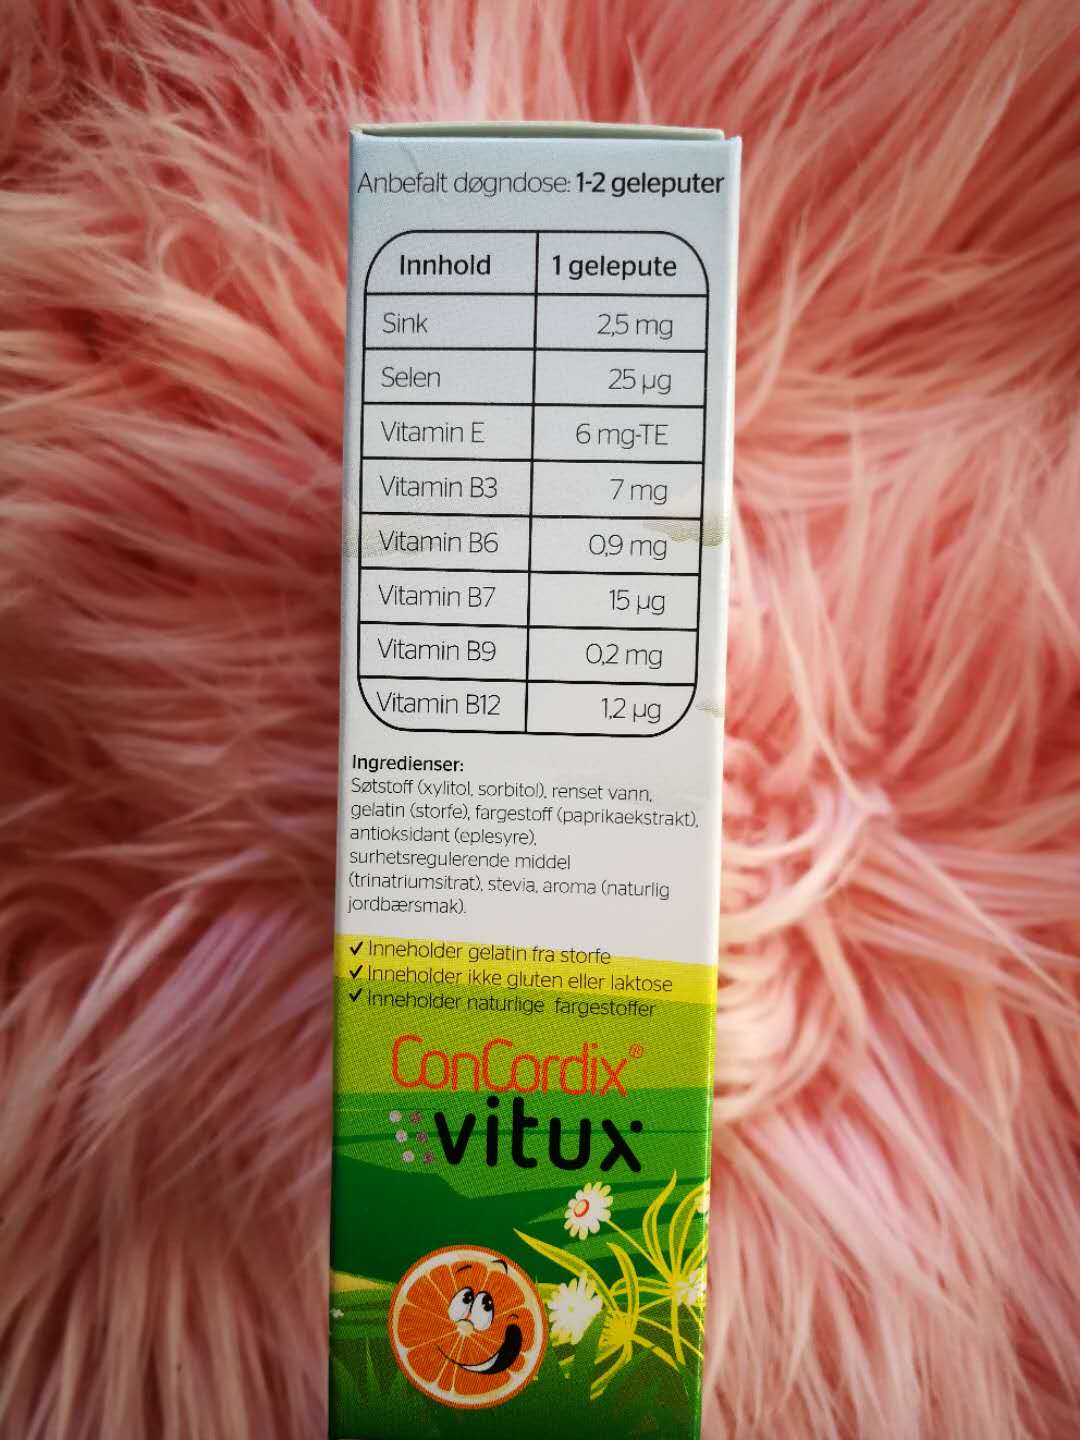 Anbefalt døgndose: 1-2 geleputer
Innhold 1 gelepute
Sink 2,5 mg
Selen 25 µg
Vitamin E 6 mg-TE
Vitamin B3 7 mg
Vitamin B6 0,9 mg
Vitamin B7 15 µg
Vitamin B9 0,2 mg
Vitamin B12 1,2 µg
Ingredienser:
Søtstoff (xylitol, sorbitol), renset vann,
gelatin (storfe), fargestoff (paprikaekstrakt),
antioksidant (eplesyre),
surhetsregulerende middel
(trinatriumsitrat), stevia, aroma (naturlig
jordbærsmak).
✓ Inneholder gelatin fra storfe
✓ Inneholder ikke gluten eller laktose
✓ Inneholder naturlige fargestoffer
ConCordix®
vitux